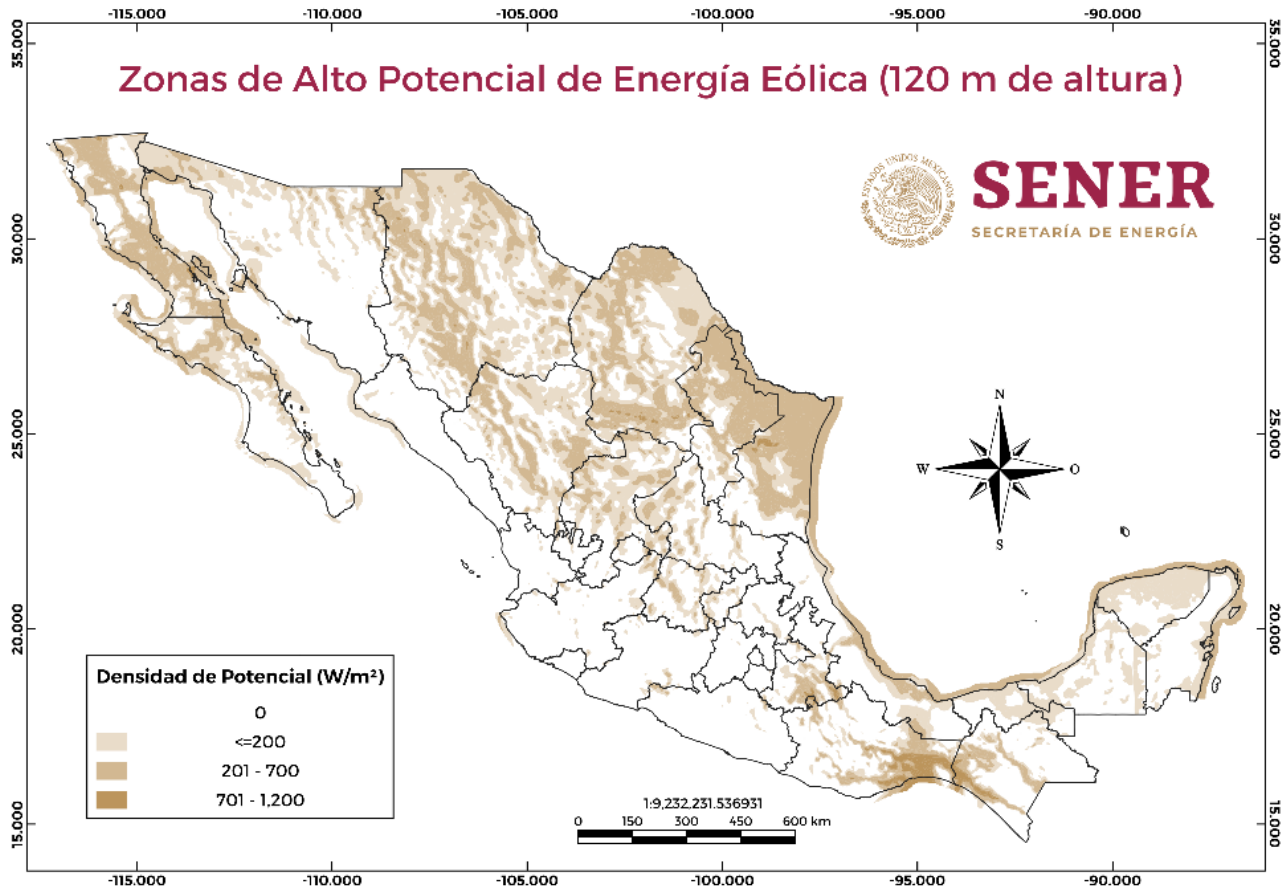 -115.000 -110.000 -105.000 -100.000 -95.000 -90.000
35.000 35.000
Zonas de Alto Potencial de Energía Eólica (120 m de altura)
ESTADOS UNIDOS MEXICANOS
SENER
SECRETARÍA DE ENERGÍA
30.000 30.000
N
25.000 25.000
W O
S
20.000 20.000
Densidad de Potencial (W/m²)
0
<=200
201 - 700
701 - 1,200
1:9,232,231.536931
0 150 300 450 600 km
15.000 15.000
-115.000 -110.000 -105.000 -100.000 -95.000 -90.000